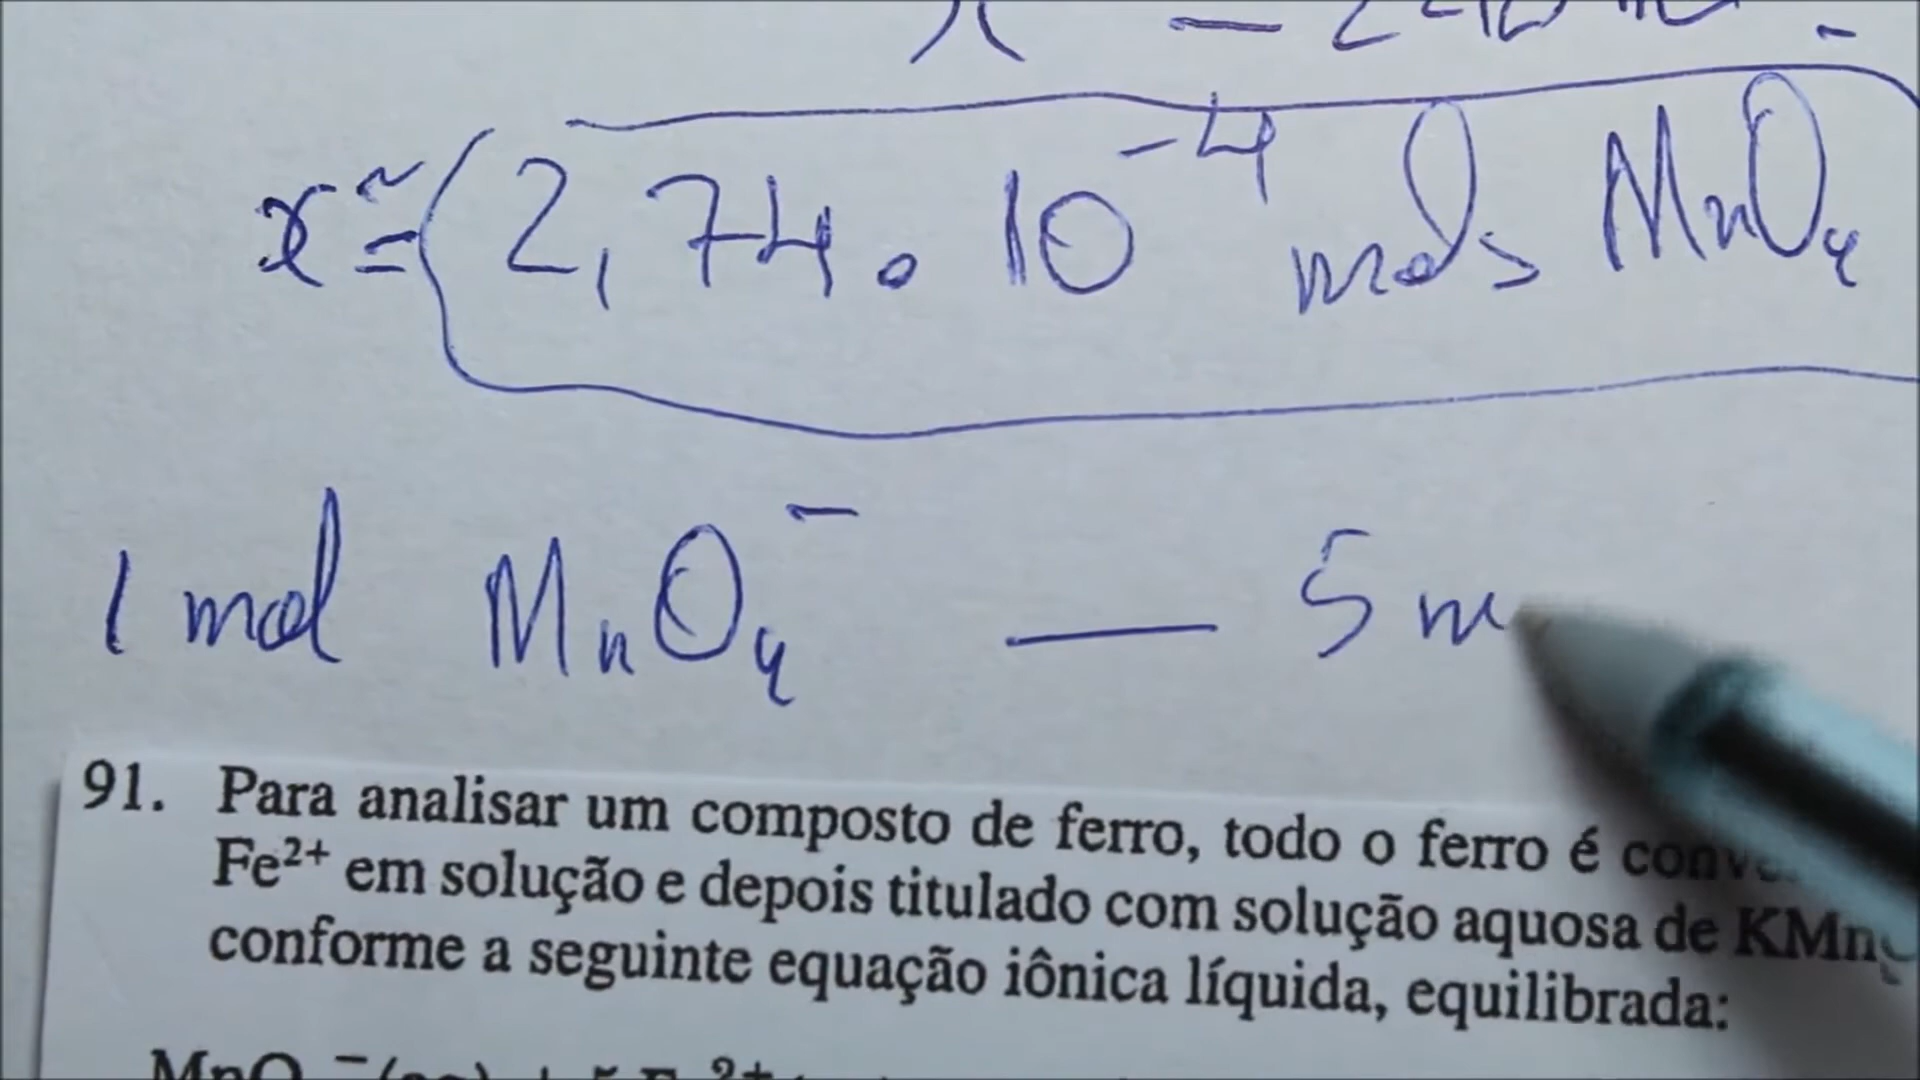 x ≅ 2,74 . 10⁻⁴ mols MnO₄
1 mol MnO₄⁻ — 5 m
91. Para analisar um composto de ferro, todo o ferro é
Fe²⁺ em solução e depois titulado com solução aquosa de KMn
conforme a seguinte equação iônica líquida, equilibrada: